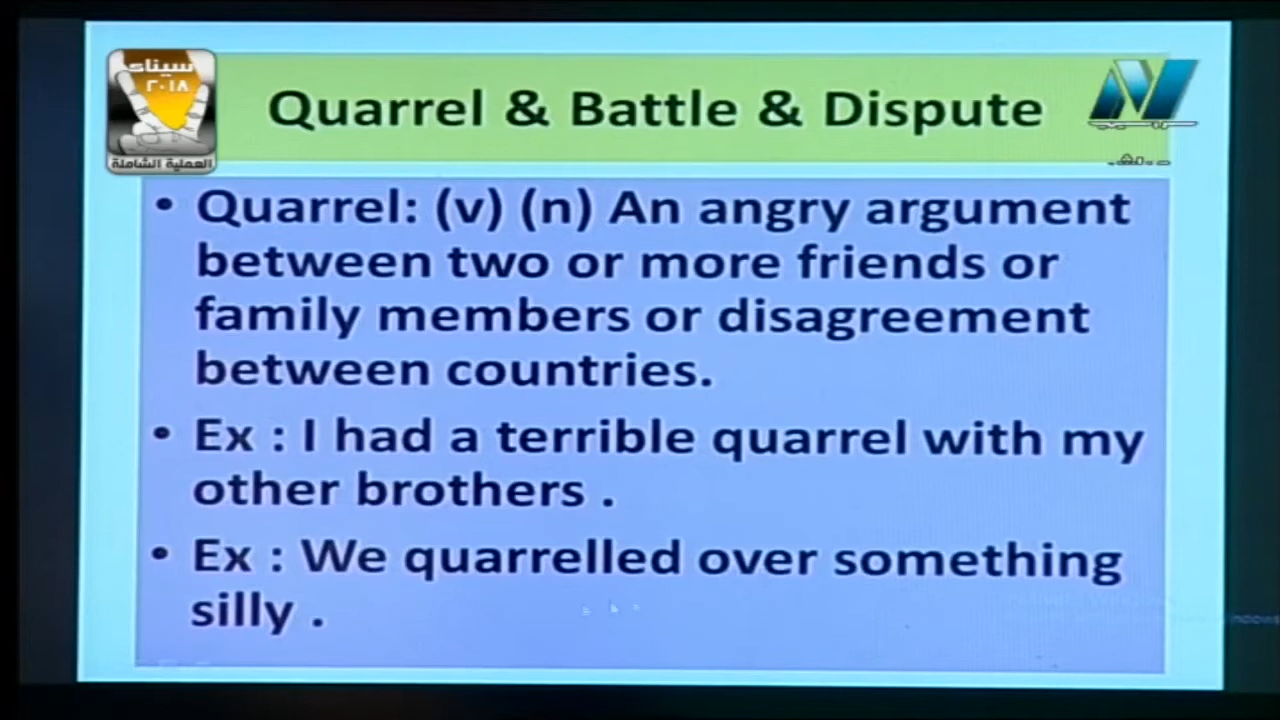 سيناء
٢٠١٨
العملية الشاملة
Quarrel & Battle & Dispute
• Quarrel: (v) (n) An angry argument
between two or more friends or
family members or disagreement
between countries.
• Ex : I had a terrible quarrel with my
other brothers .
• Ex : We quarrelled over something
silly .